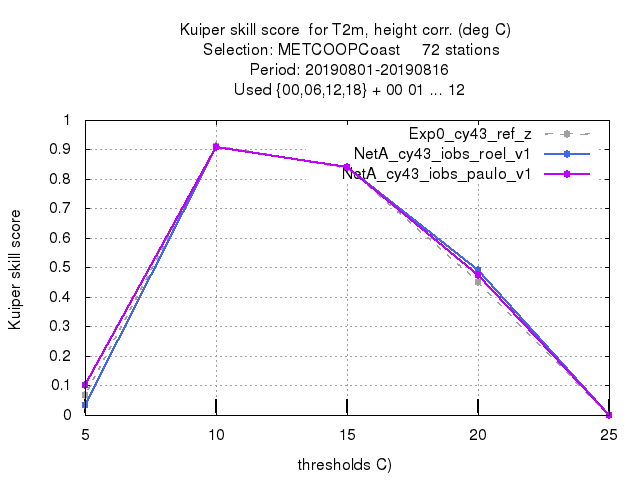 Kuiper skill score  for T2m, height corr. (deg C)
Selection: METCOOPCoast     72 stations
Period: 20190801-20190816
Used {00,06,12,18} + 00 01 ... 12
Exp0_cy43_ref_z
NetA_cy43_iobs_roel_v1
NetA_cy43_iobs_paulo_v1
Kuiper skill score
1
0.9
0.8
0.7
0.6
0.5
0.4
0.3
0.2
0.1
0
5 10 15 20 25
thresholds C)